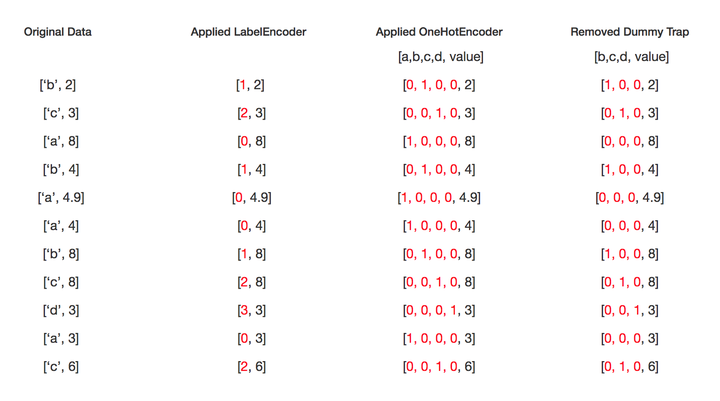 Original Data Applied LabelEncoder Applied OneHotEncoder Removed Dummy Trap
[a,b,c,d, value] [b,c,d, value]
[‘b’, 2] [1, 2] [0, 1, 0, 0, 2] [1, 0, 0, 2]
[‘c’, 3] [2, 3] [0, 0, 1, 0, 3] [0, 1, 0, 3]
[‘a’, 8] [0, 8] [1, 0, 0, 0, 8] [0, 0, 0, 8]
[‘b’, 4] [1, 4] [0, 1, 0, 0, 4] [1, 0, 0, 4]
[‘a’, 4.9] [0, 4.9] [1, 0, 0, 0, 4.9] [0, 0, 0, 4.9]
[‘a’, 4] [0, 4] [1, 0, 0, 0, 4] [0, 0, 0, 4]
[‘b’, 8] [1, 8] [0, 1, 0, 0, 8] [1, 0, 0, 8]
[‘c’, 8] [2, 8] [0, 0, 1, 0, 8] [0, 1, 0, 8]
[‘d’, 3] [3, 3] [0, 0, 0, 1, 3] [0, 0, 1, 3]
[‘a’, 3] [0, 3] [1, 0, 0, 0, 3] [0, 0, 0, 3]
[‘c’, 6] [2, 6] [0, 0, 1, 0, 6] [0, 1, 0, 6]